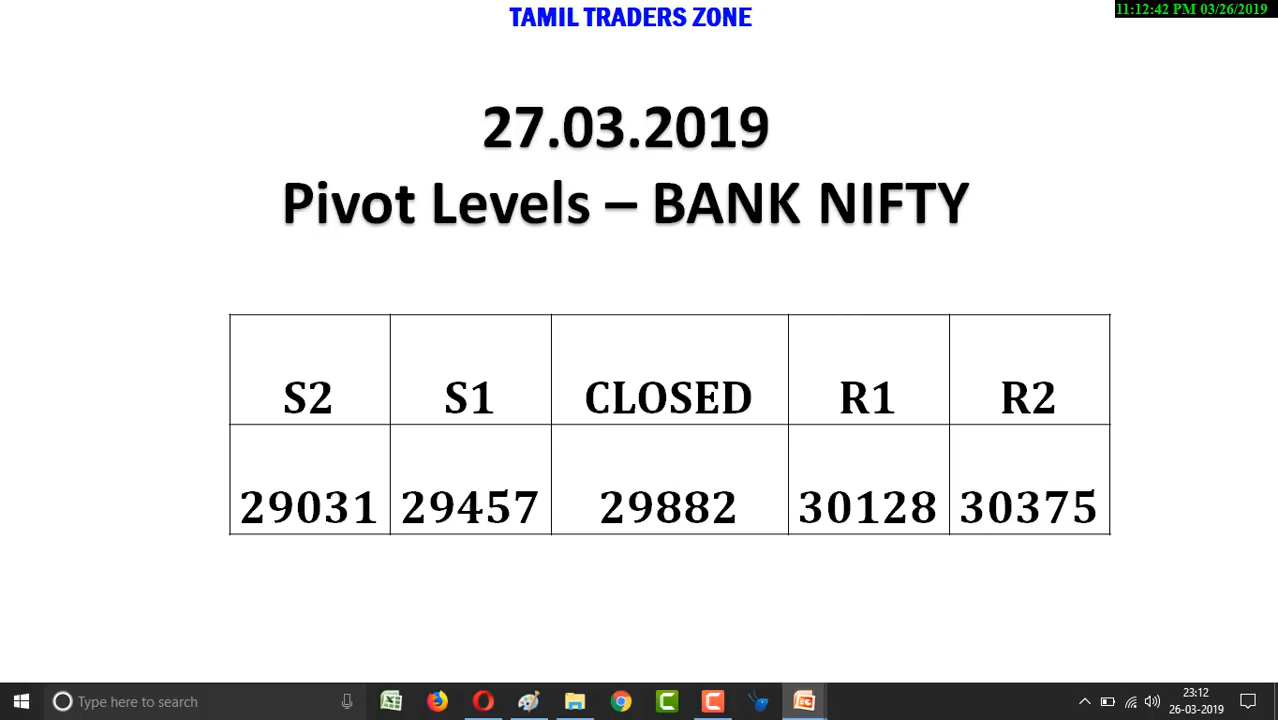 TAMIL TRADERS ZONE
11:12:42 PM 03/26/2019
27.03.2019
Pivot Levels – BANK NIFTY
S2 S1 CLOSED R1 R2
29031 29457 29882 30128 30375
Type here to search
23:12
26-03-2019